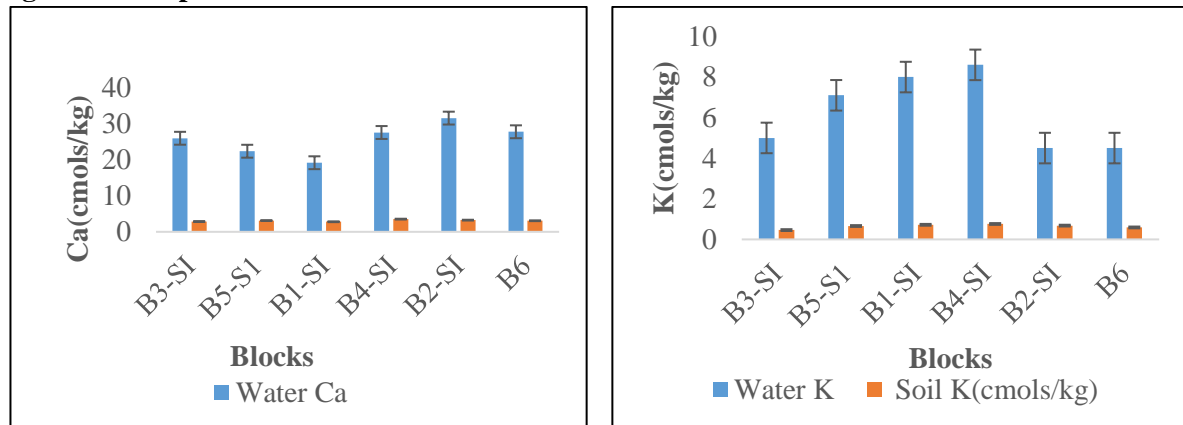 40
30
20
10
0
Ca(cmols/kg)
B3-SI
B5-S1
B1-SI
B4-SI
B2-SI
B6
Blocks
Water Ca
10
8
6
4
2
0
K(cmols/kg)
B3-SI
B5-S1
B1-SI
B4-SI
B2-SI
B6
Blocks
Water K
Soil K(cmols/kg)